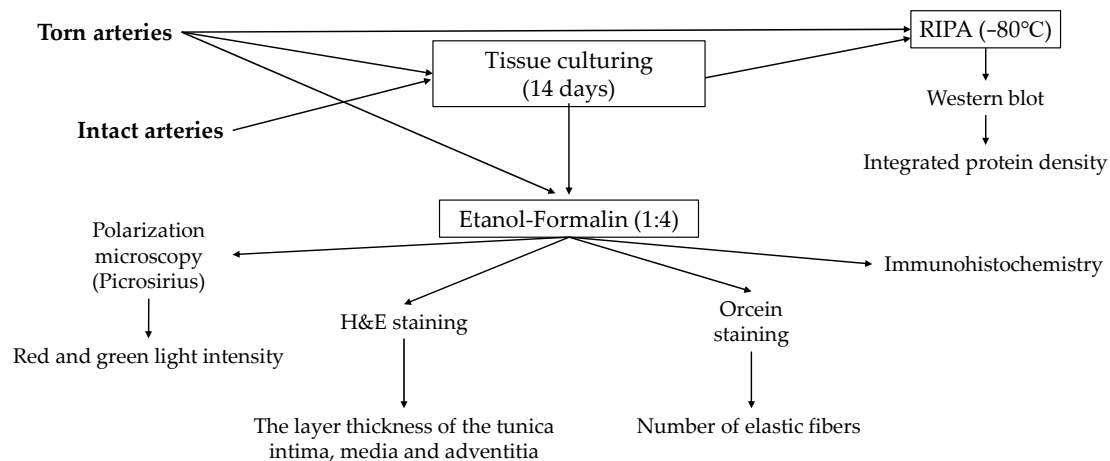 Torn arteries
RIPA (–80°C)
Tissue culturing
(14 days)
Western blot
Intact arteries
Integrated protein density
Etanol-Formalin (1:4)
Polarization
microscopy
(Picrosirius)
Immunohistochemistry
H&E staining
Orcein
staining
Red and green light intensity
The layer thickness of the tunica
intima, media and adventitia
Number of elastic fibers